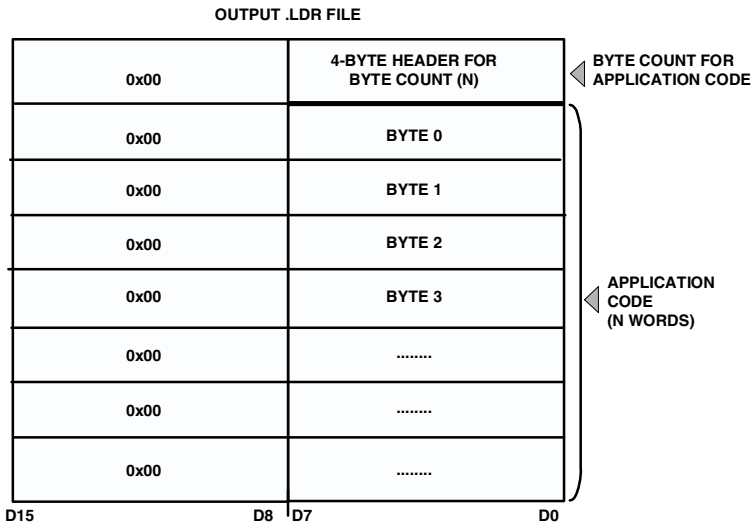 OUTPUT .LDR FILE
0x00
4-BYTE HEADER FOR
BYTE COUNT (N)
BYTE COUNT FOR
APPLICATION CODE
0x00
BYTE 0
0x00
BYTE 1
0x00
BYTE 2
0x00
BYTE 3
APPLICATION
CODE
(N WORDS)
0x00
........
0x00
........
0x00
........
D15
D8
D7
D0